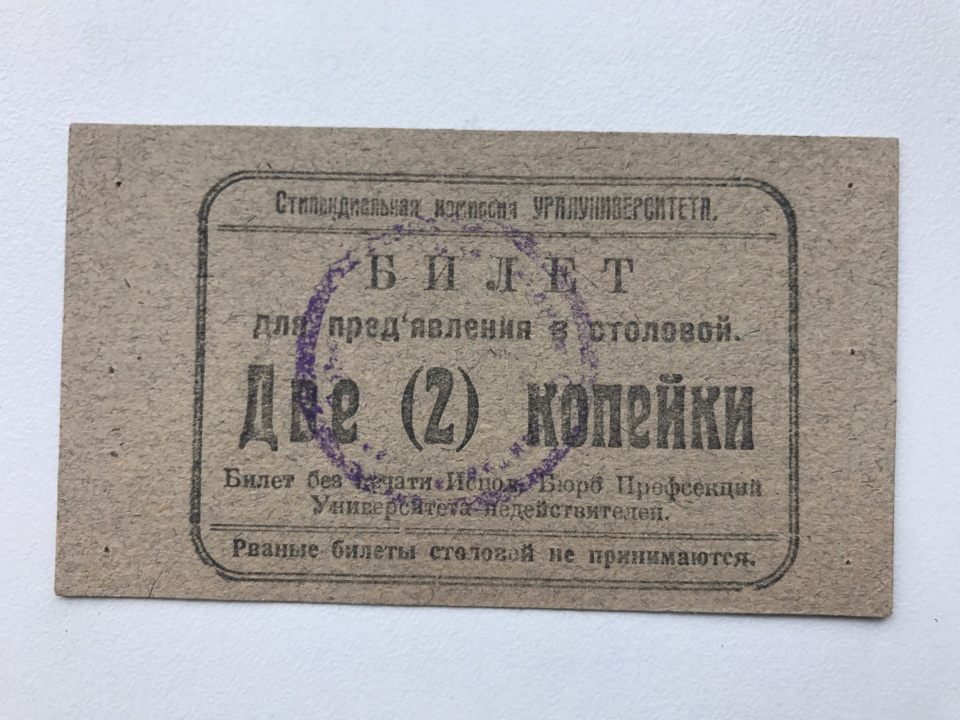 Стипендиальная комиссия УРАЛУНИВЕРСИТЕТА.
БИЛЕТ
для пред'явления в столовой.
Две (2) копейки
Билет без печати Испол. Бюро Профсекций
Университета недействителен.
Рваные билеты столовой не принимаются.